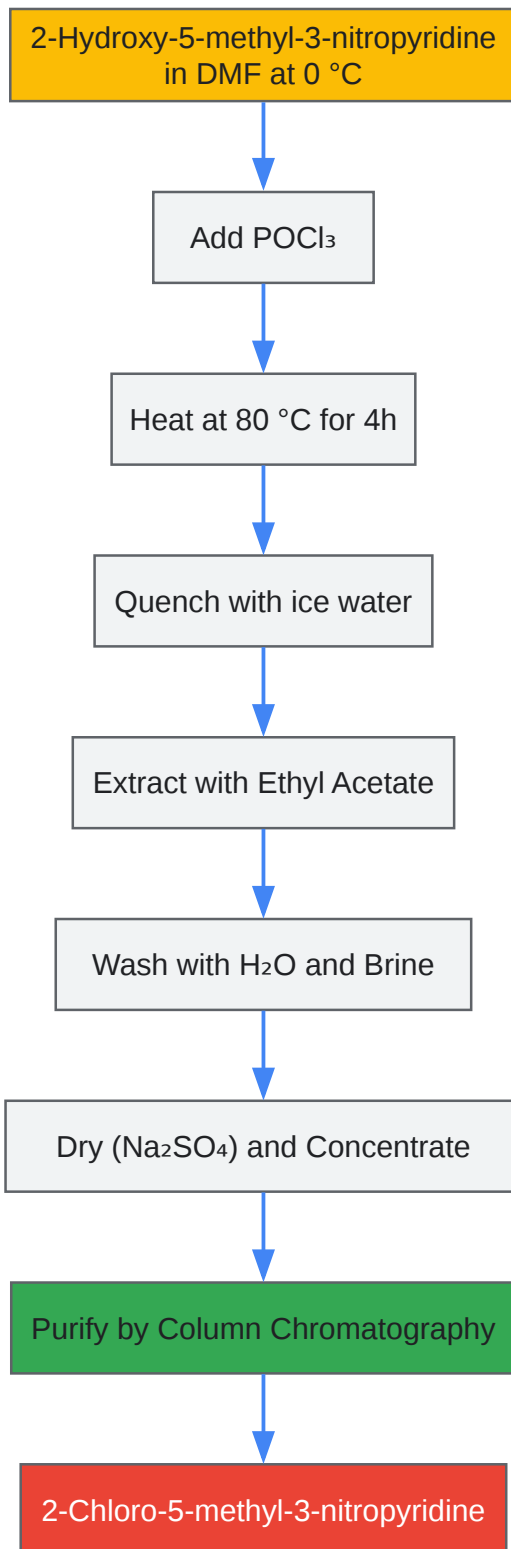 2-Hydroxy-5-methyl-3-nitropyridine
in DMF at 0 °C
Add POCl₃
Heat at 80 °C for 4h
Quench with ice water
Extract with Ethyl Acetate
Wash with H₂O and Brine
Dry (Na₂SO₄) and Concentrate
Purify by Column Chromatography
2-Chloro-5-methyl-3-nitropyridine